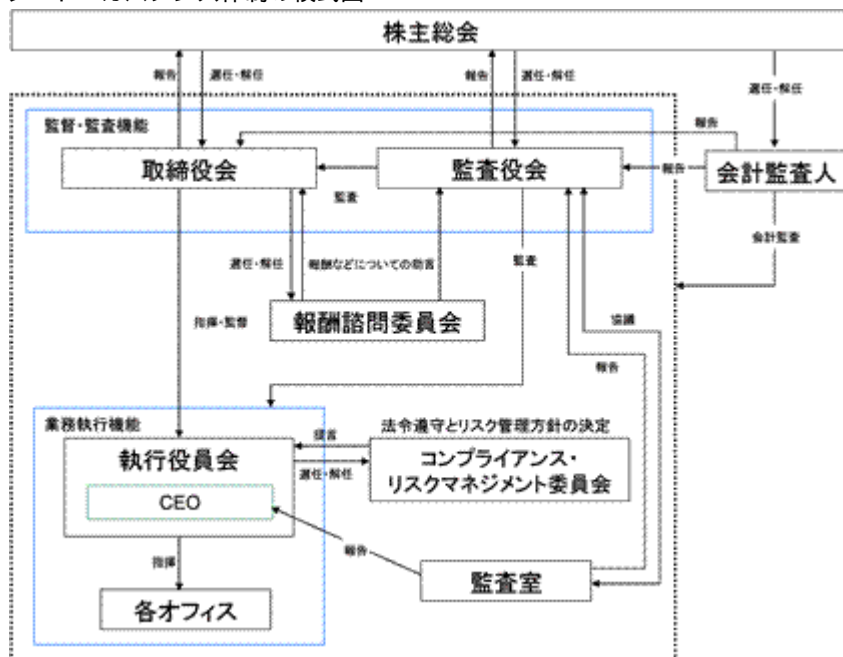 株主総会
報告
選任・解任
報告
選任・解任
選任・解任
監督・監査機能
報告
取締役会
監査役会
報告
会計監査人
監査
会計監査
選任・解任
報酬などについての助言
監査
報酬諮問委員会
指揮・監督
協議
報告
業務執行機能
法令遵守とリスク管理方針の決定
提言
執行役員会
選任・解任
コンプライアンス・
リスクマネジメント委員会
CEO
報告
指揮
監査室
各オフィス